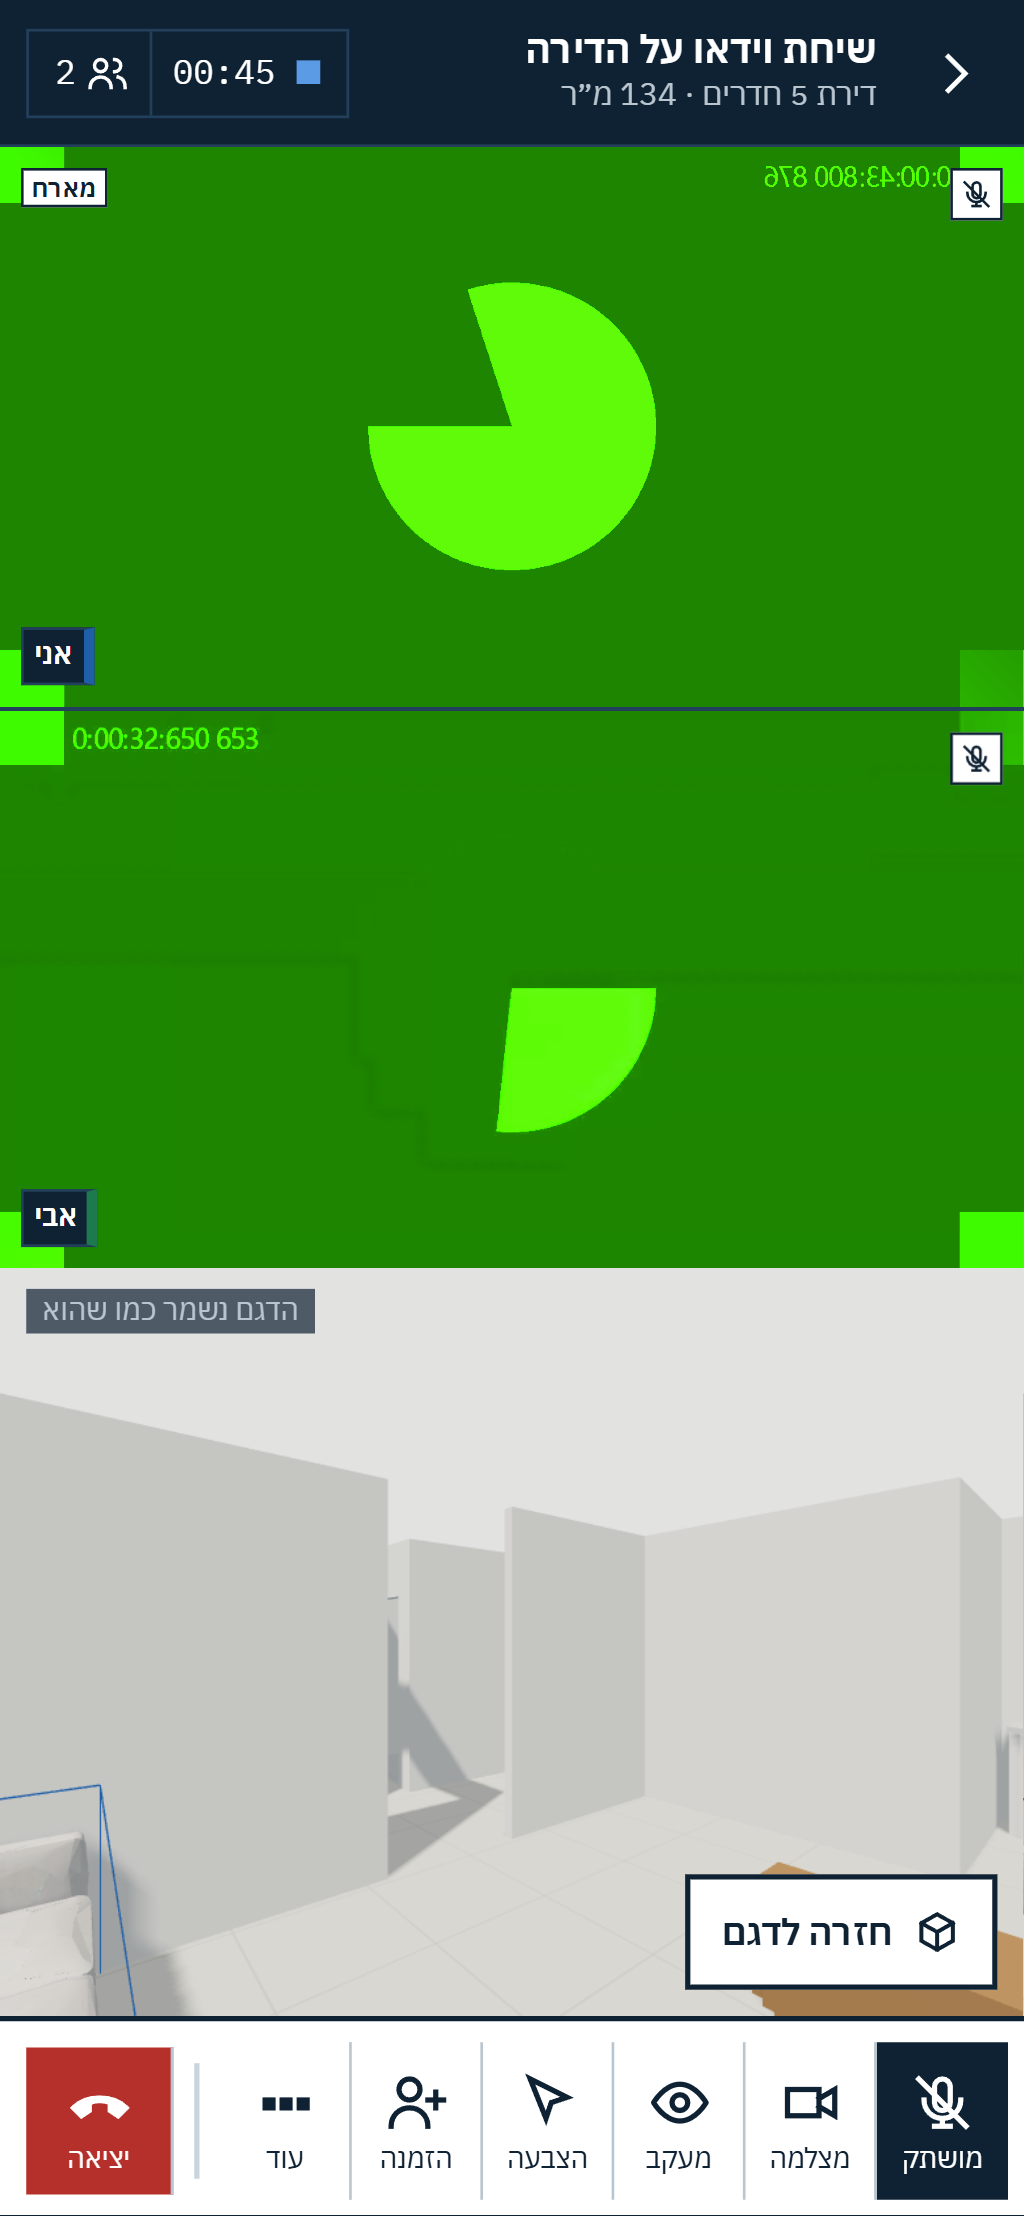 שיחת וידאו על הדירה
דירת 5 חדרים · 134 מ״ר
00:45
2
מארח
0:00:43:800 876
אני
0:00:32:650 653
אבי
הדגם נשמר כמו שהוא
חזרה לדגם
מושתק
מצלמה
מעקב
הצבעה
הזמנה
עוד
יציאה